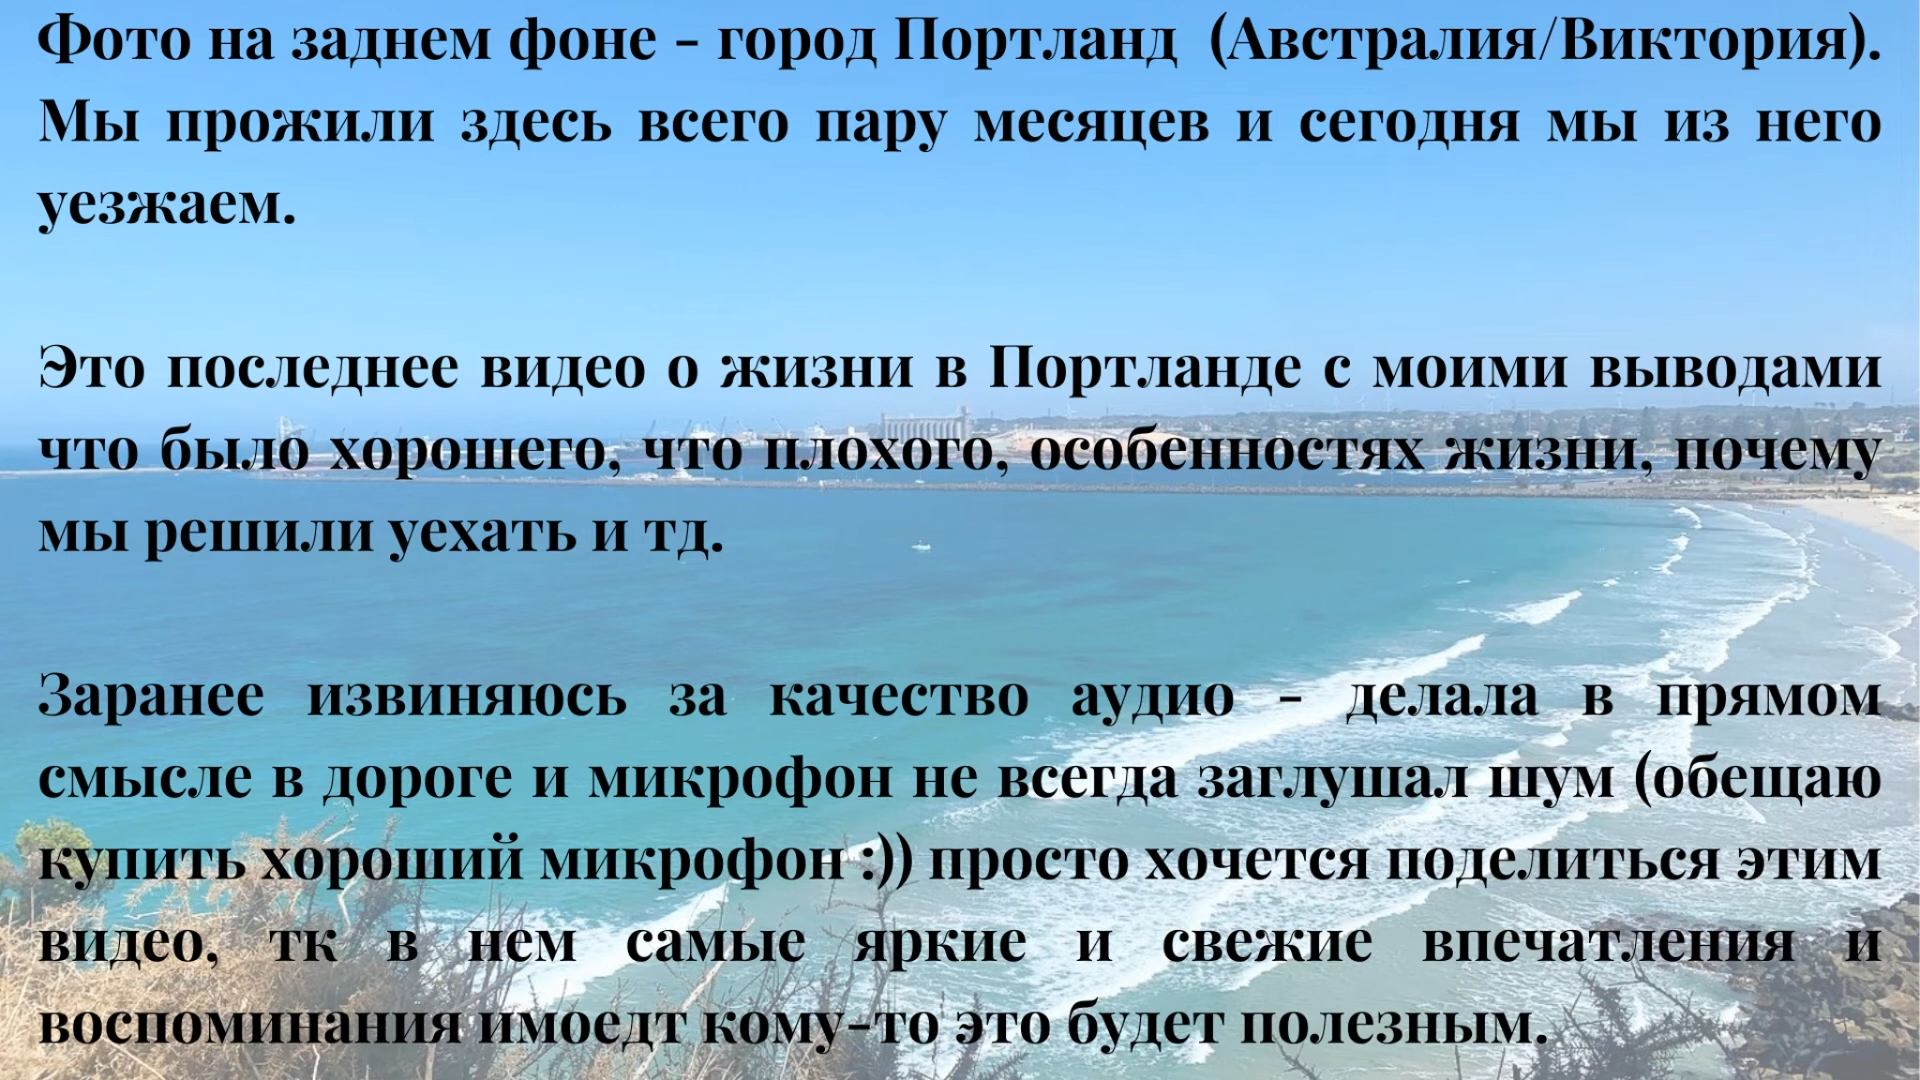 Фото на заднем фоне - город Портланд (Австралия/Виктория).
Мы прожили здесь всего пару месяцев и сегодня мы из него
уезжаем.
Это последнее видео о жизни в Портланде с моими выводами
что было хорошего, что плохого, особенностях жизни, почему
мы решили уехать и тд.
Заранее извиняюсь за качество аудио - делала в прямом
смысле в дороге и микрофон не всегда заглушал шум (обещаю
купить хороший микрофон :)) просто хочется поделиться этим
видео, тк в нем самые яркие и свежие впечатления и
воспоминания имоедт кому-то это будет полезным.